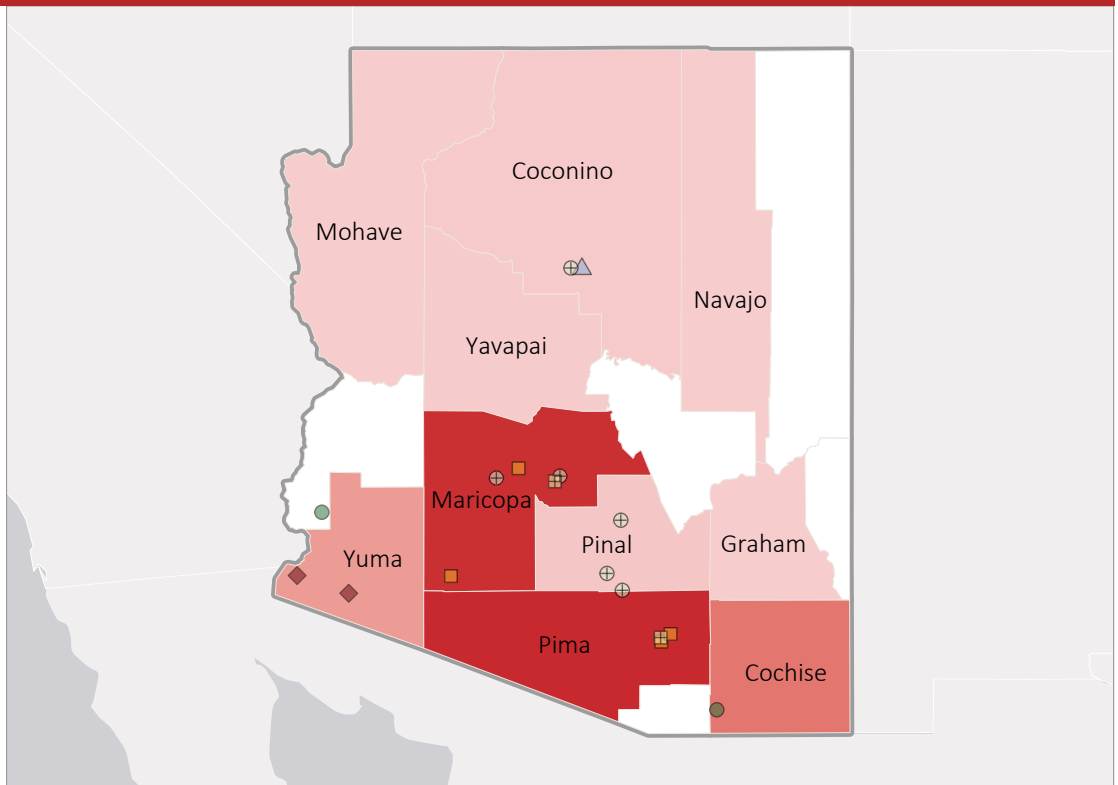 Coconino
Mohave
Navajo
Yavapai
Maricopa
Pinal
Graham
Yuma
Pima
Cochise